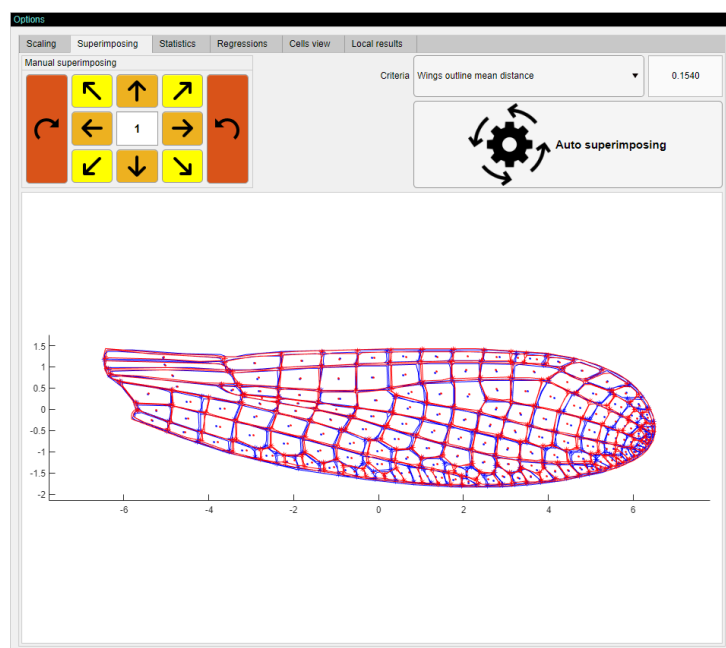 Options
Scaling Superimposing Statistics Regressions Cells view Local results
Manual superimposing
Criteria Wings outline mean distance 0.1540
1
Auto superimposing
1.5
1
0.5
0
-0.5
-1
-1.5
-2
-6 -4 -2 0 2 4 6